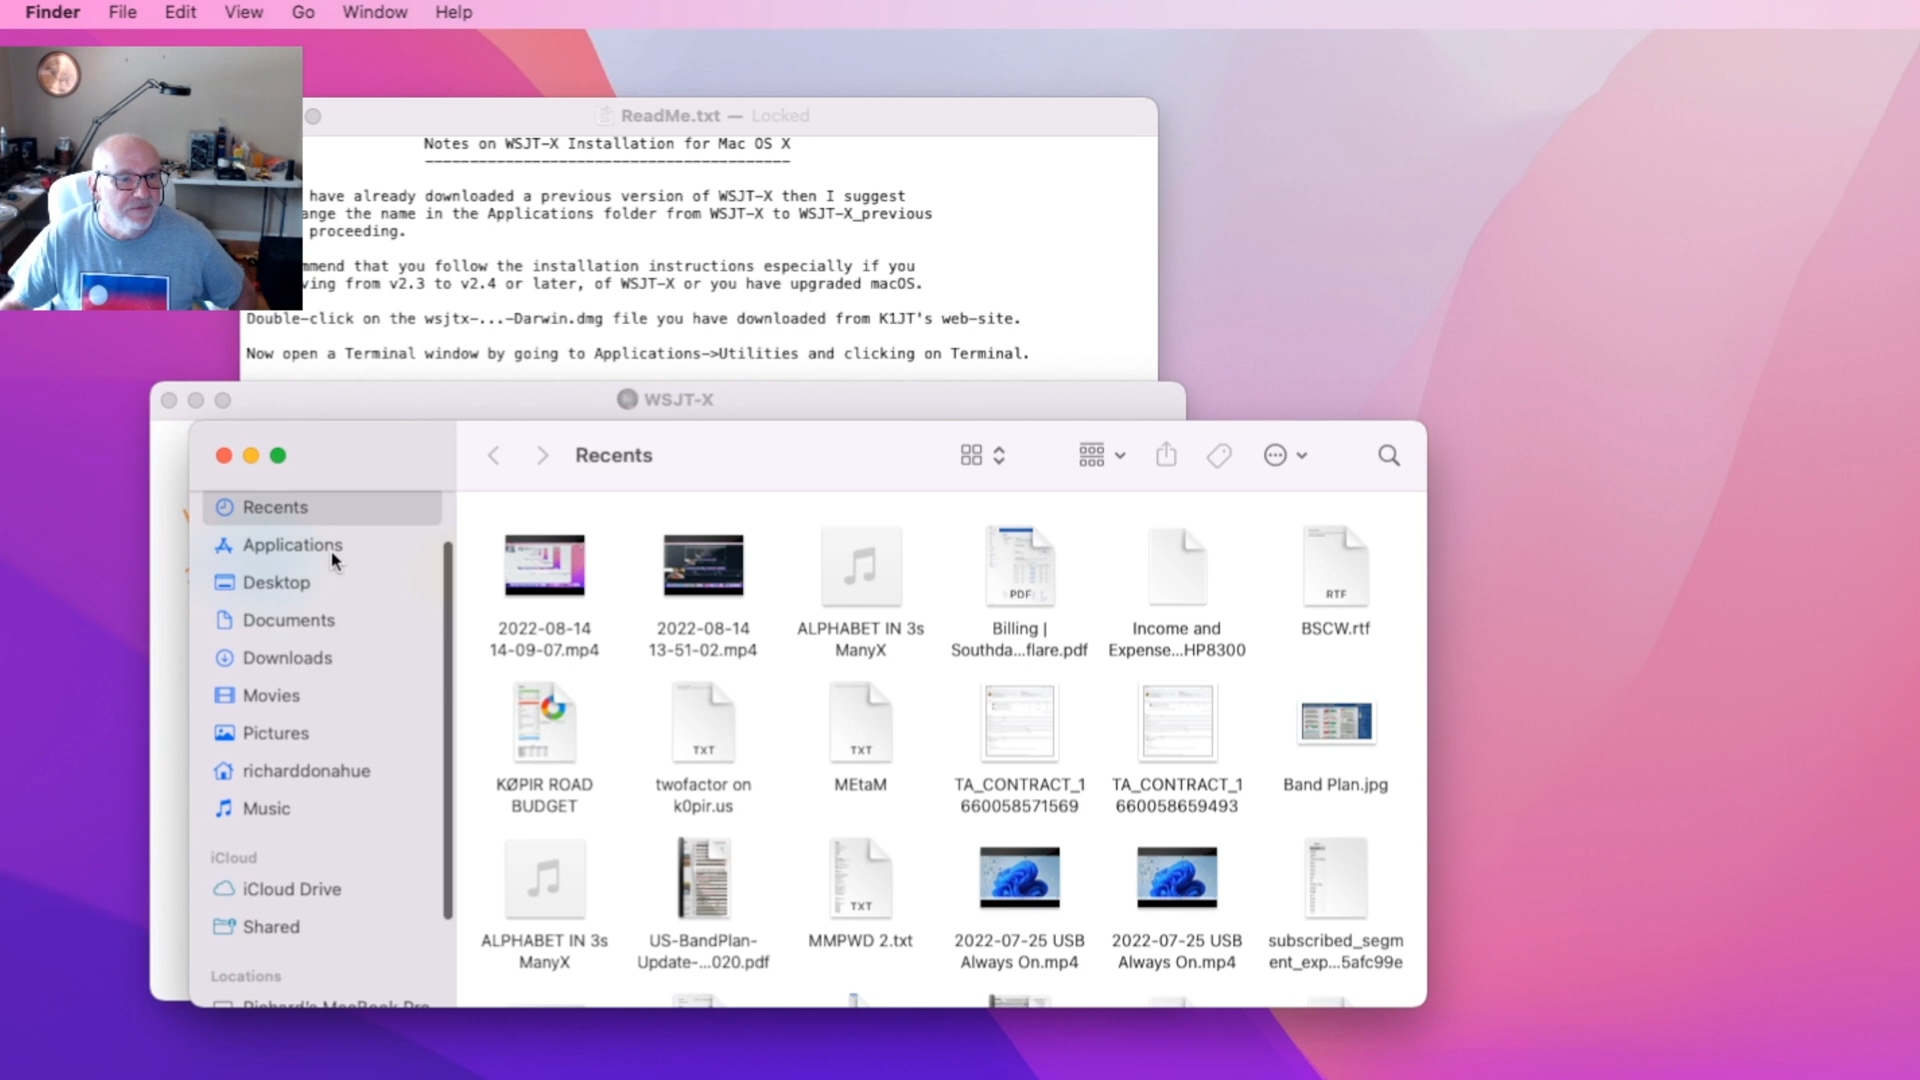 Finder File Edit View Go Window Help
ReadMe.txt — Locked
Notes on WSJT-X Installation for Mac OS X
------------------------------------------
have already downloaded a previous version of WSJT-X then I suggest
ange the name in the Applications folder from WSJT-X to WSJT-X_previous
proceeding.
mmend that you follow the installation instructions especially if you
ving from v2.3 to v2.4 or later, of WSJT-X or you have upgraded macOS.
Double-click on the wsjtx-...-Darwin.dmg file you have downloaded from K1JT's web-site.
Now open a Terminal window by going to Applications->Utilities and clicking on Terminal.
WSJT-X
Recents
Recents
Applications
Desktop
Documents
Downloads
Movies
Pictures
richarddonahue
Music
iCloud
iCloud Drive
Shared
Locations
Richard's MacBook Pro
PDF
RTF
2022-08-14
14-09-07.mp4
2022-08-14
13-51-02.mp4
ALPHABET IN 3s
ManyX
Billing |
Southda...flare.pdf
Income and
Expense...HP8300
BSCW.rtf
TXT
TXT
KØPIR ROAD
BUDGET
twofactor on
k0pir.us
MEtaM
TA_CONTRACT_1
660058571569
TA_CONTRACT_1
660058659493
Band Plan.jpg
TXT
ALPHABET IN 3s
ManyX
US-BandPlan-
Update-...020.pdf
MMPWD 2.txt
2022-07-25 USB
Always On.mp4
2022-07-25 USB
Always On.mp4
subscribed_segm
ent_exp...5afc99e